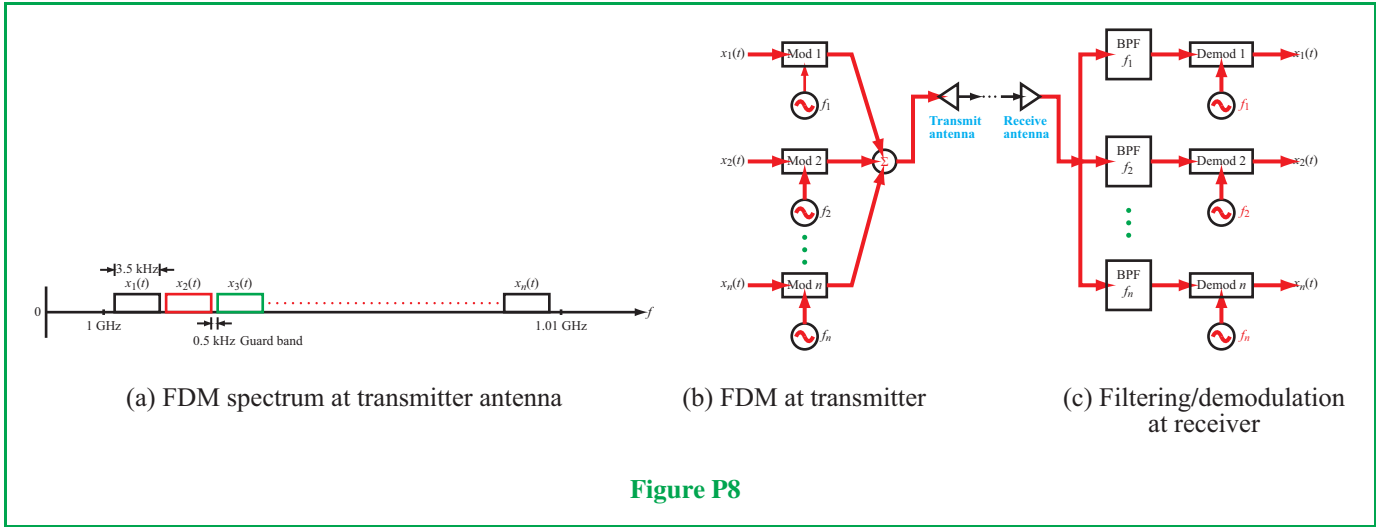 3.5 kHz
x1(t)
x2(t)
x3(t)
xn(t)
0
f
1 GHz
1.01 GHz
0.5 kHz Guard band
(a) FDM spectrum at transmitter antenna
x1(t)
Mod 1
f1
x2(t)
Mod 2
f2
xn(t)
Mod n
fn
Σ
Transmit
antenna
Receive
antenna
(b) FDM at transmitter
BPF
f1
Demod 1
x1(t)
f1
BPF
f2
Demod 2
x2(t)
f2
BPF
fn
Demod n
xn(t)
fn
(c) Filtering/demodulation
at receiver
Figure P8